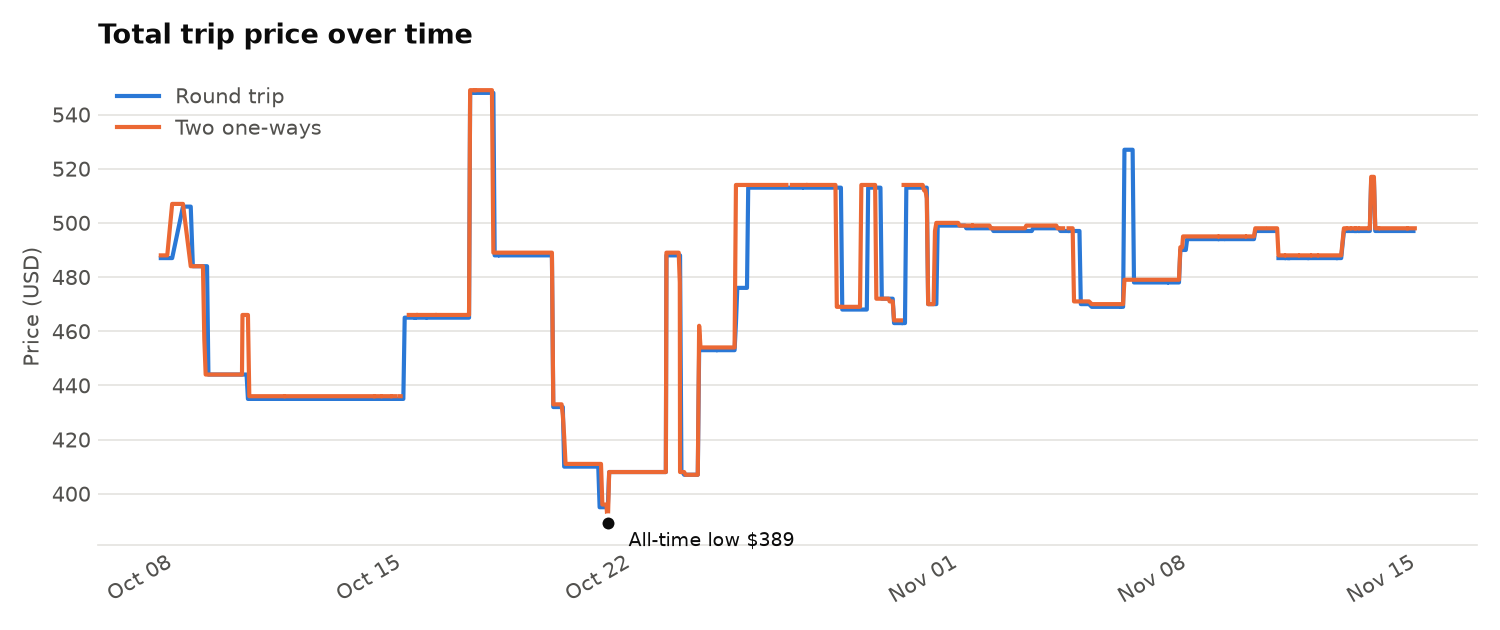 Total trip price over time
Round trip
Two one-ways
Price (USD)
540
520
500
480
460
440
420
400
All-time low $389
Oct 08
Oct 15
Oct 22
Nov 01
Nov 08
Nov 15